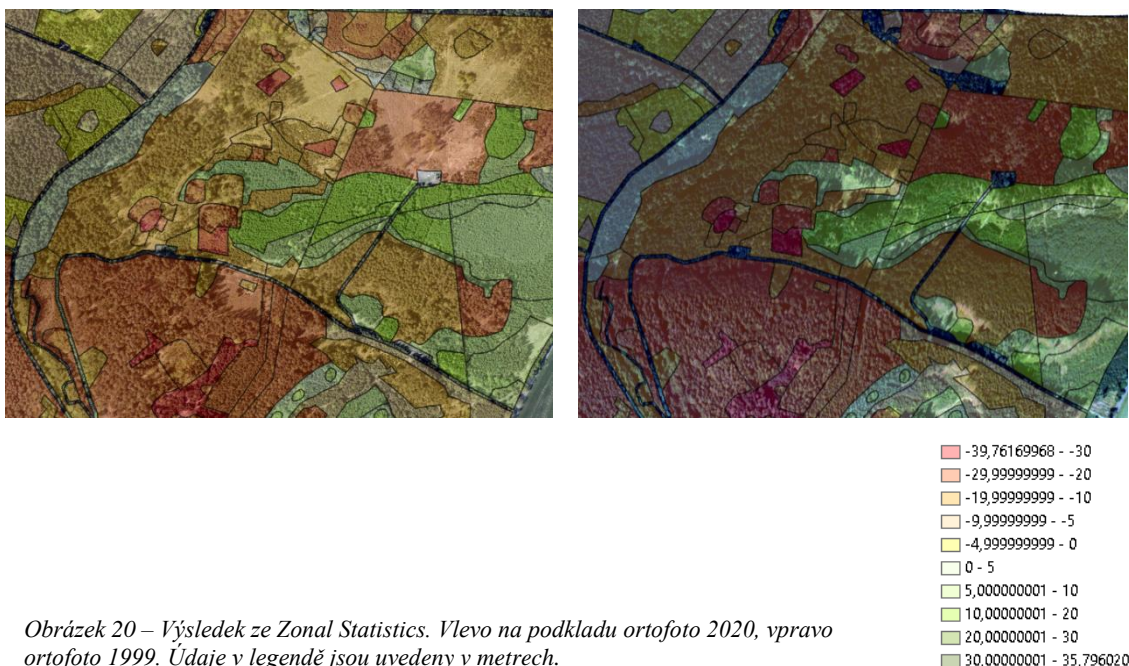 -39,76169968 - -30
-29,99999999 - -20
-19,99999999 - -10
-9,99999999 - -5
-4,999999999 - 0
0 - 5
5,000000001 - 10
10,00000001 - 20
20,00000001 - 30
30,00000001 - 35,796020
Obrázek 20 – Výsledek ze Zonal Statistics. Vlevo na podkladu ortofoto 2020, vpravo
ortofoto 1999. Údaje v legendě jsou uvedeny v metrech.